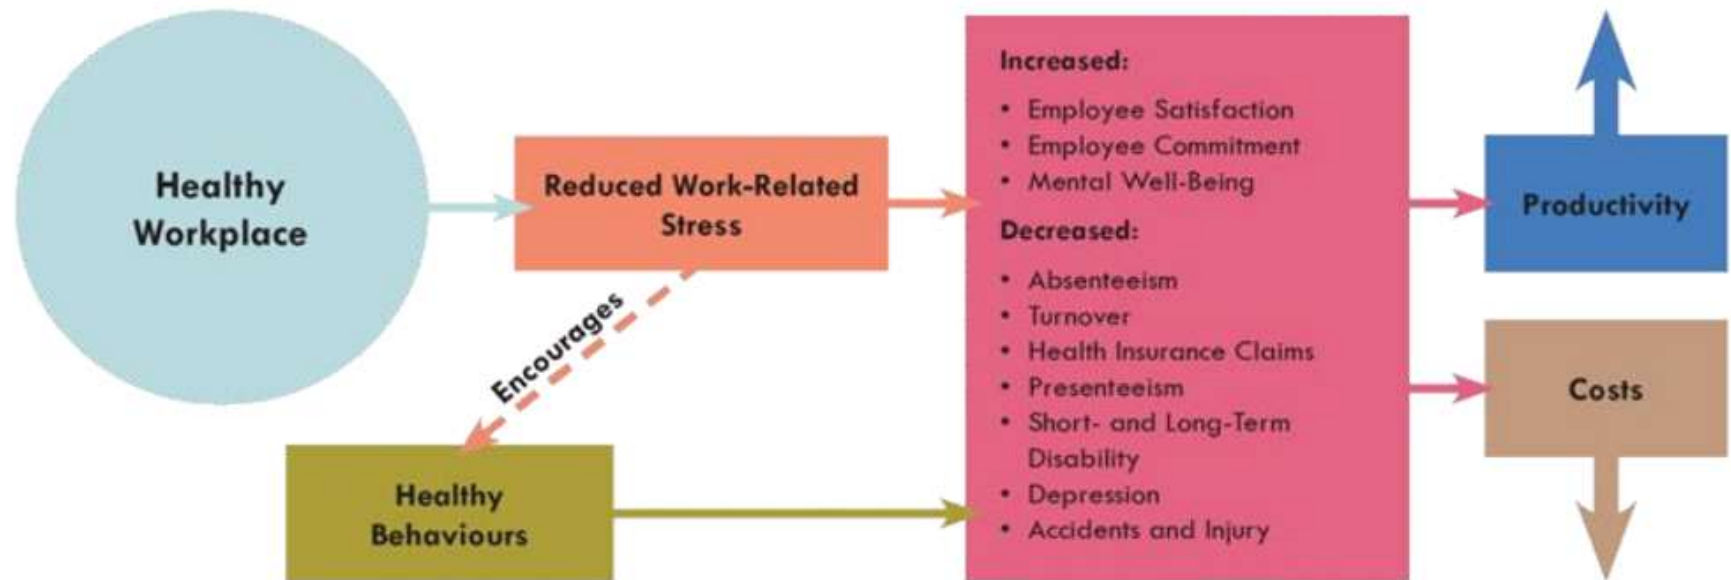 Healthy
Workplace
Reduced Work-Related
Stress
Encourages
Healthy
Behaviours
Increased:
• Employee Satisfaction
• Employee Commitment
• Mental Well-Being
Decreased:
• Absenteeism
• Turnover
• Health Insurance Claims
• Presenteeism
• Short- and Long-Term
Disability
• Depression
• Accidents and Injury
Productivity
Costs